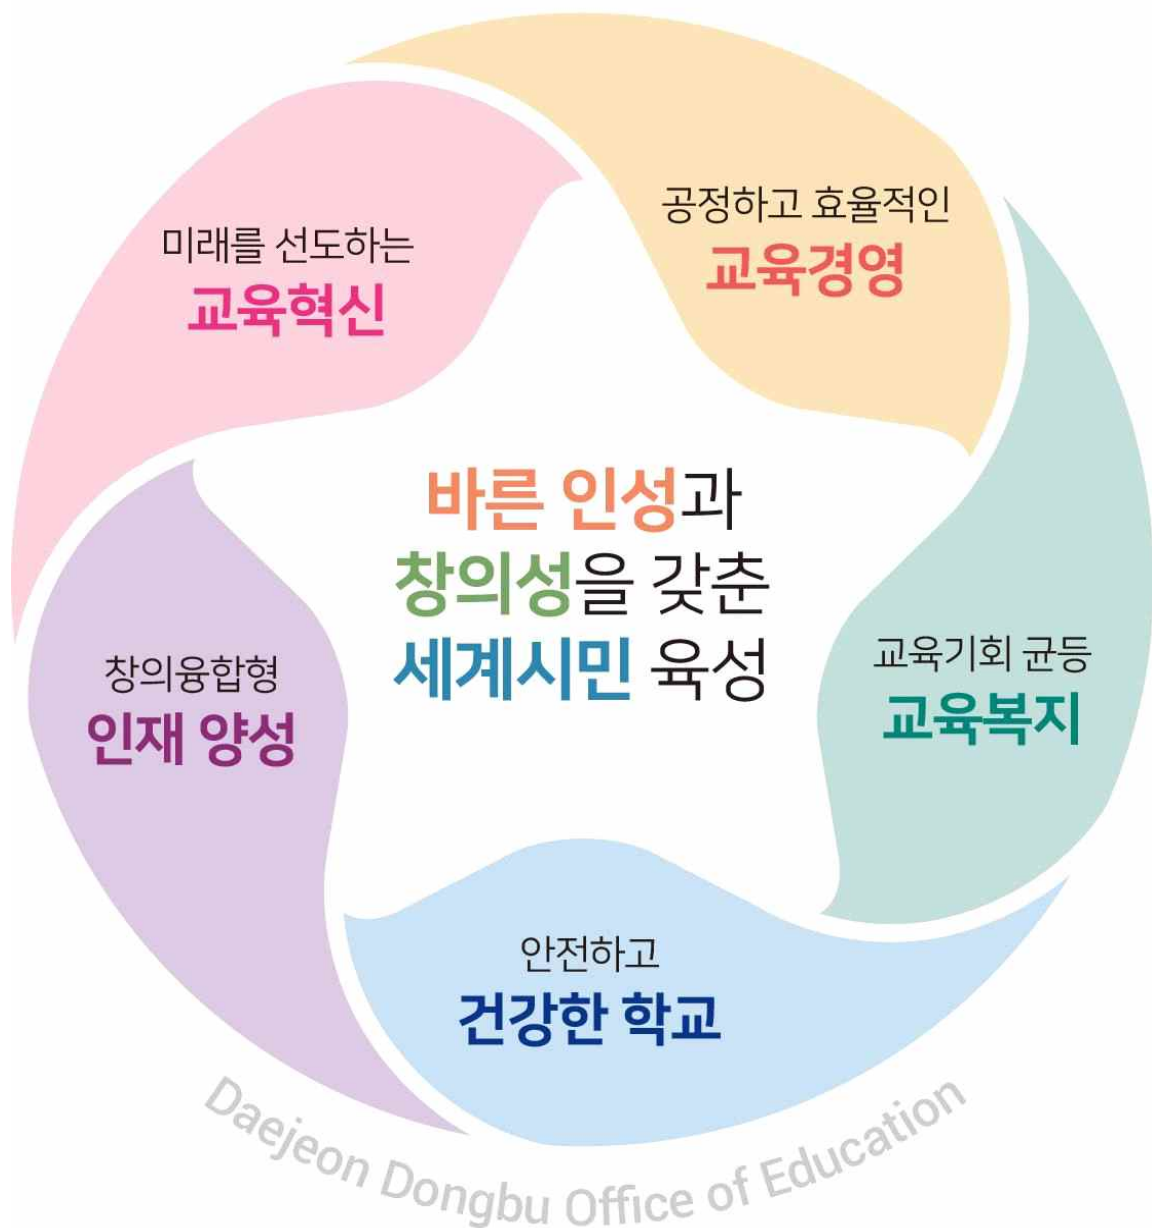 공정하고 효율적인
교육경영
미래를 선도하는
교육혁신
바른 인성과
창의성을 갖춘
세계시민 육성
교육기회 균등
교육복지
창의융합형
인재 양성
안전하고
건강한 학교
Daejeon Dongbu Office of Education